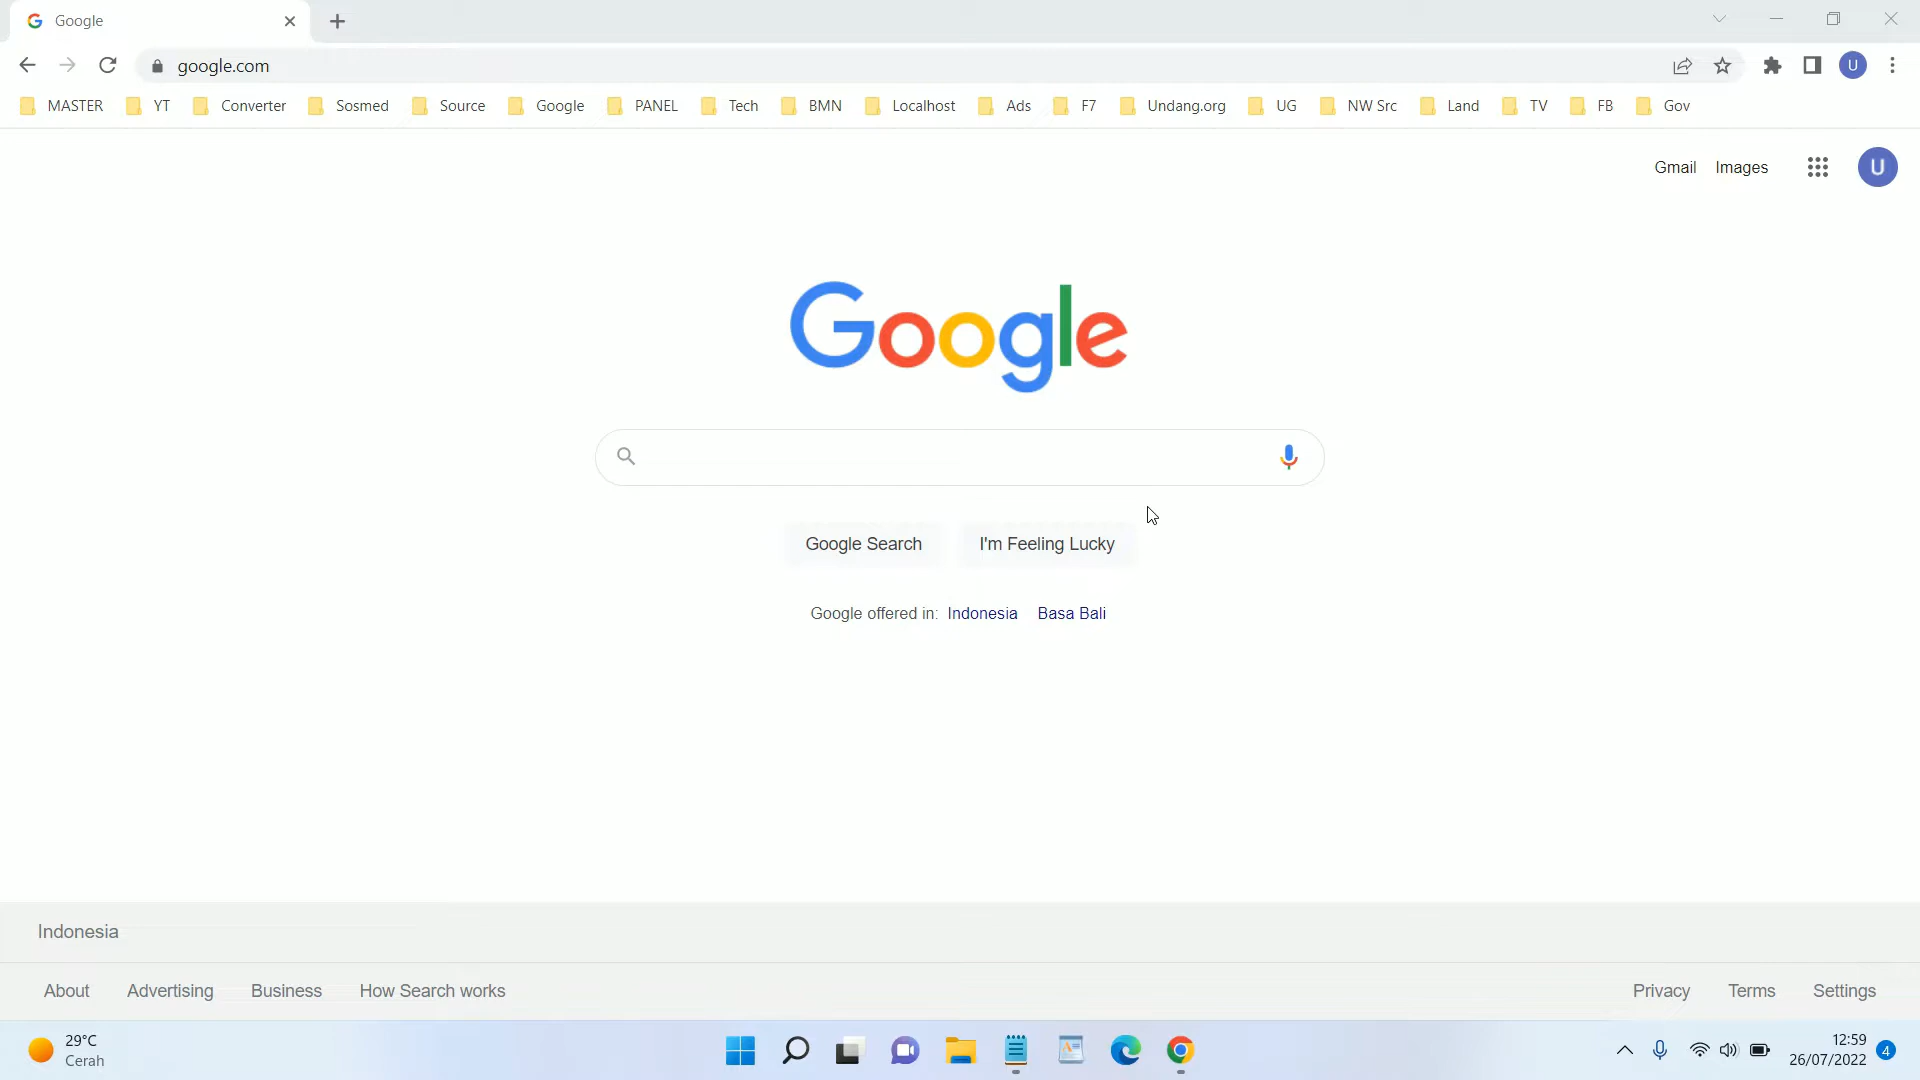 Google
google.com
MASTER YT Converter Sosmed Source Google PANEL Tech BMN Localhost Ads F7 Undang.org UG NW Src Land TV FB Gov
U
Gmail Images U
Google
Google Search I'm Feeling Lucky
Google offered in: Indonesia Basa Bali
Indonesia
About Advertising Business How Search works Privacy Terms Settings
29°C
Cerah
12:59
26/07/2022
4